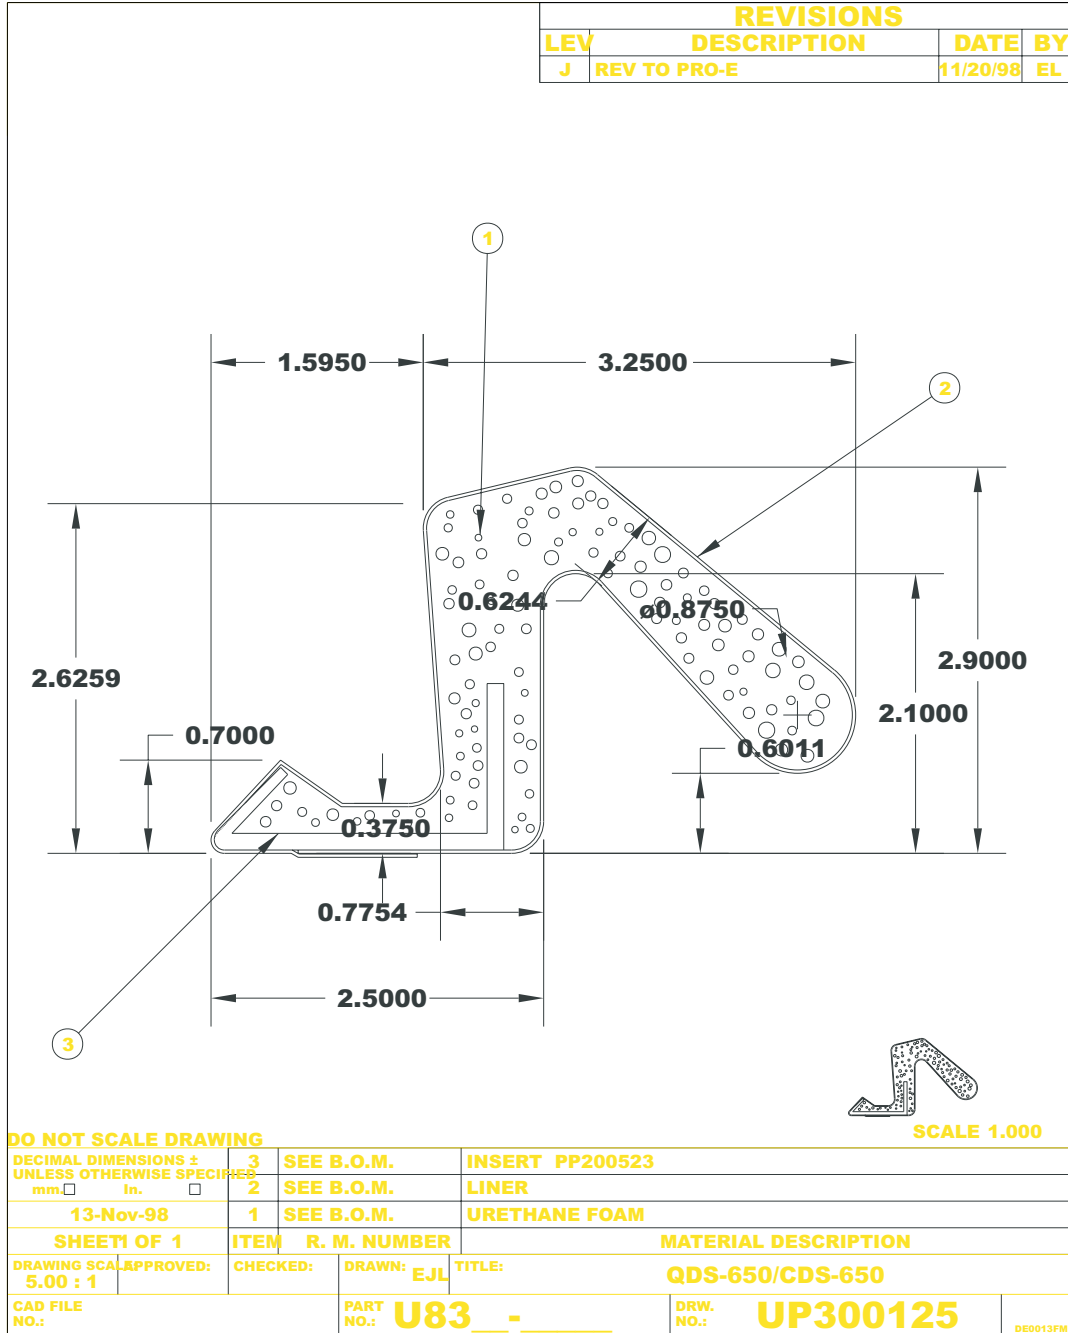 REVISIONS
LEV DESCRIPTION DATE BY
J REV TO PRO-E 11/20/98 EL
1
1.5950
3.2500
2
0.6244
ø0.8750
2.6259
2.9000
2.1000
0.7000
0.6011
0.3750
0.7754
2.5000
3
SCALE 1.000
DO NOT SCALE DRAWING
DECIMAL DIMENSIONS ±
UNLESS OTHERWISE SPECIFIED
mm. In.
13-Nov-98
SHEET 1 OF 1
3 SEE B.O.M. INSERT PP200523
2 SEE B.O.M. LINER
1 SEE B.O.M. URETHANE FOAM
ITEM R. M. NUMBER MATERIAL DESCRIPTION
DRAWING SCALE
5.00 : 1
APPROVED:
CHECKED:
DRAWN: EJL
TITLE: QDS-650/CDS-650
CAD FILE
NO.:
PART
NO.: U83__-_____
DRW.
NO.: UP300125
DE0013FM